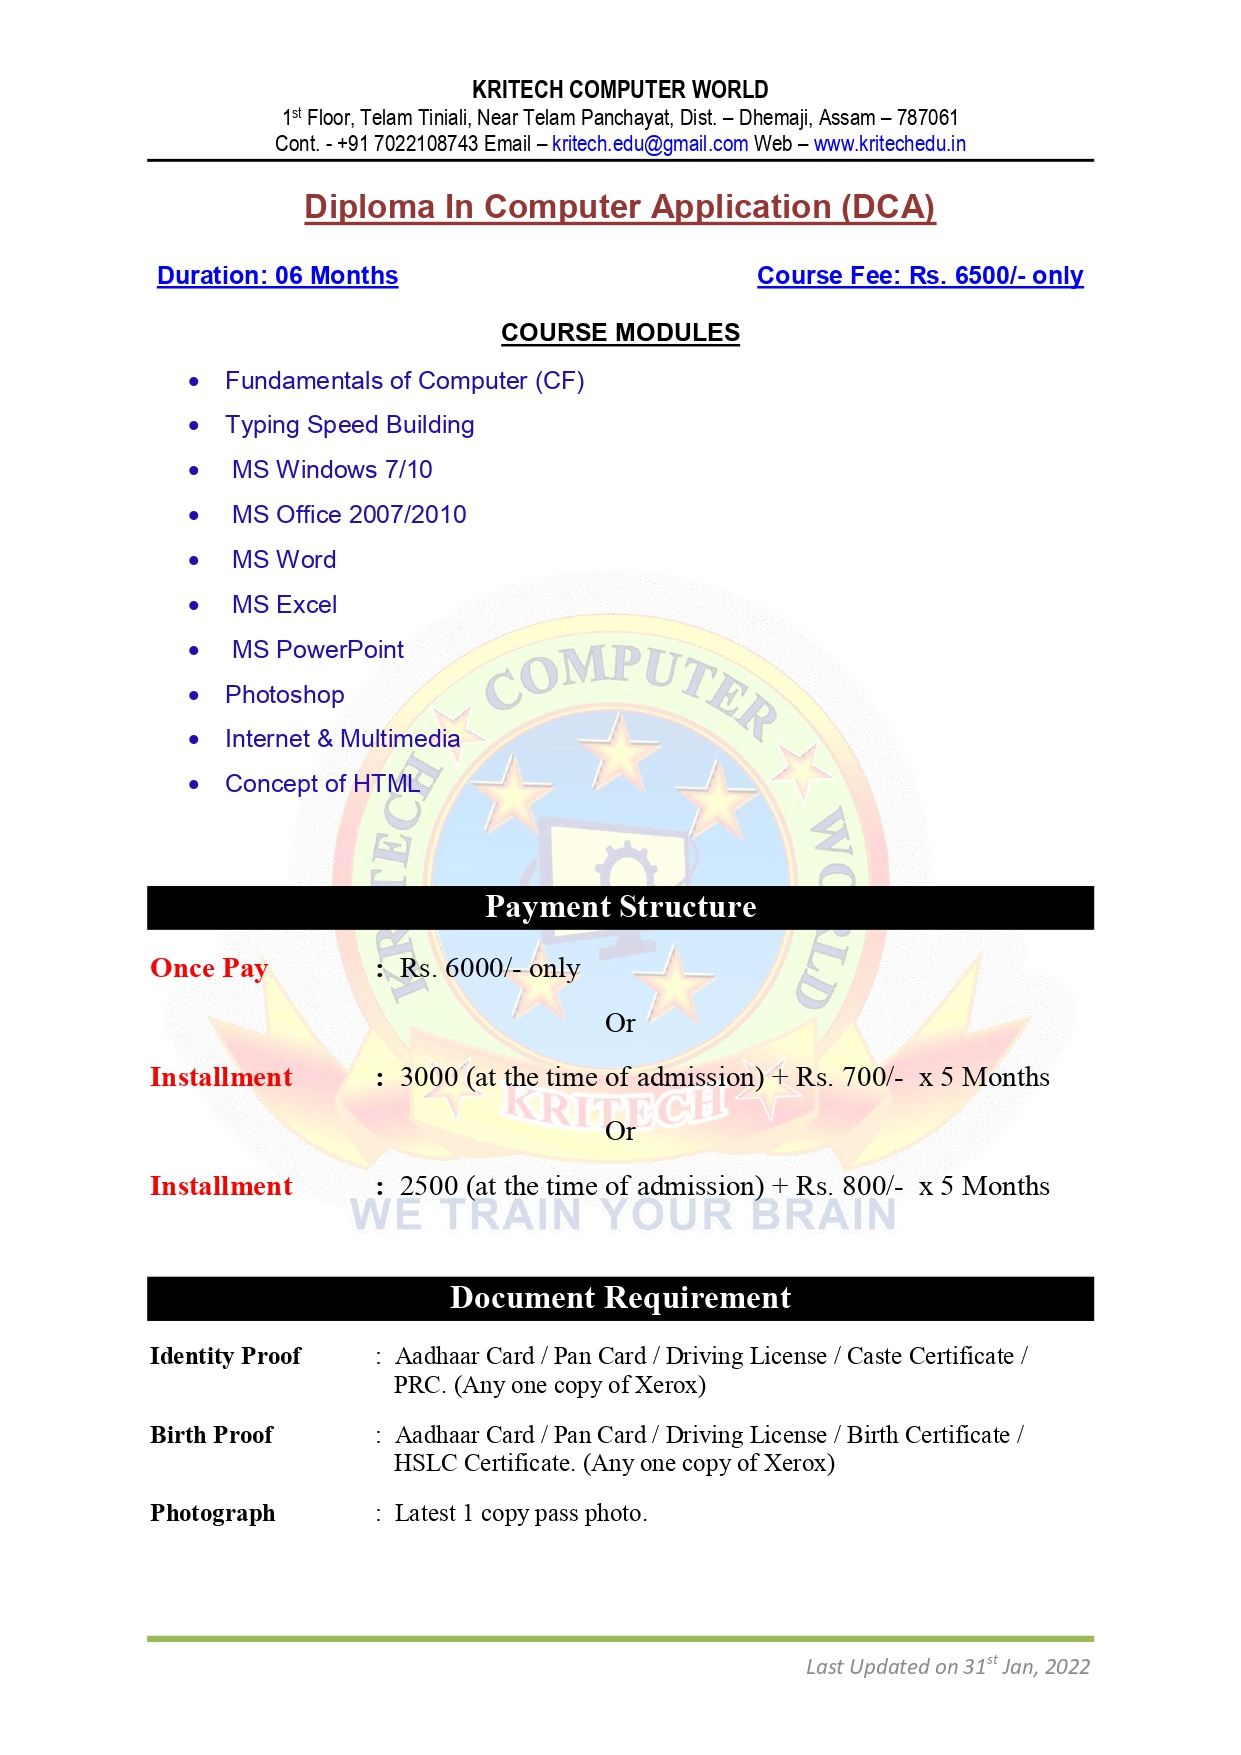 KRITECH COMPUTER WORLD
1st Floor, Telam Tiniali, Near Telam Panchayat, Dist. – Dhemaji, Assam – 787061
Cont. - +91 7022108743 Email – kritech.edu@gmail.com Web – www.kritechedu.in
Diploma In Computer Application (DCA)
Duration: 06 Months Course Fee: Rs. 6500/- only
COURSE MODULES
• Fundamentals of Computer (CF)
• Typing Speed Building
• MS Windows 7/10
• MS Office 2007/2010
• MS Word
• MS Excel
• MS PowerPoint
• Photoshop
• Internet & Multimedia
• Concept of HTML
KRITECH COMPUTER WORLD
Payment Structure
Once Pay : Rs. 6000/- only
Or
Installment : 3000 (at the time of admission) + Rs. 700/- x 5 Months
KRITECH
Or
Installment : 2500 (at the time of admission) + Rs. 800/- x 5 Months
WE TRAIN YOUR BRAIN
Document Requirement
Identity Proof : Aadhaar Card / Pan Card / Driving License / Caste Certificate /
PRC. (Any one copy of Xerox)
Birth Proof : Aadhaar Card / Pan Card / Driving License / Birth Certificate /
HSLC Certificate. (Any one copy of Xerox)
Photograph : Latest 1 copy pass photo.
Last Updated on 31st Jan, 2022